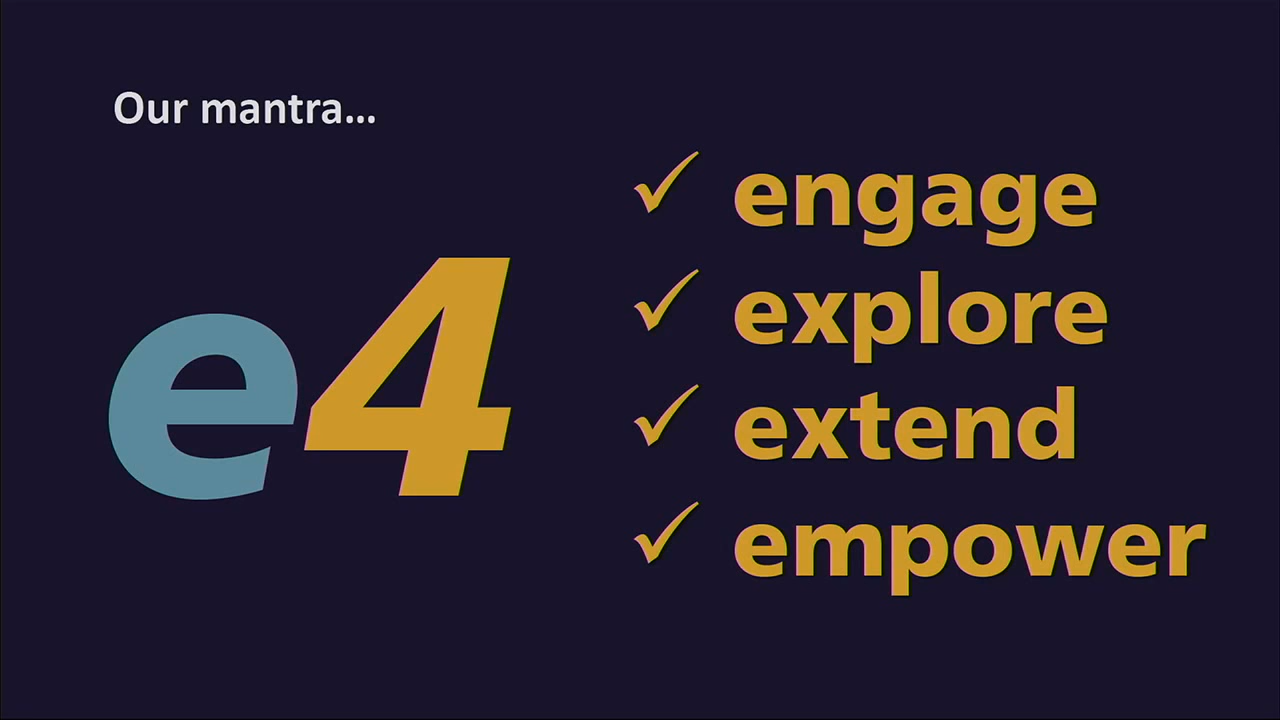 Our mantra...
e4
✓ engage
✓ explore
✓ extend
✓ empower